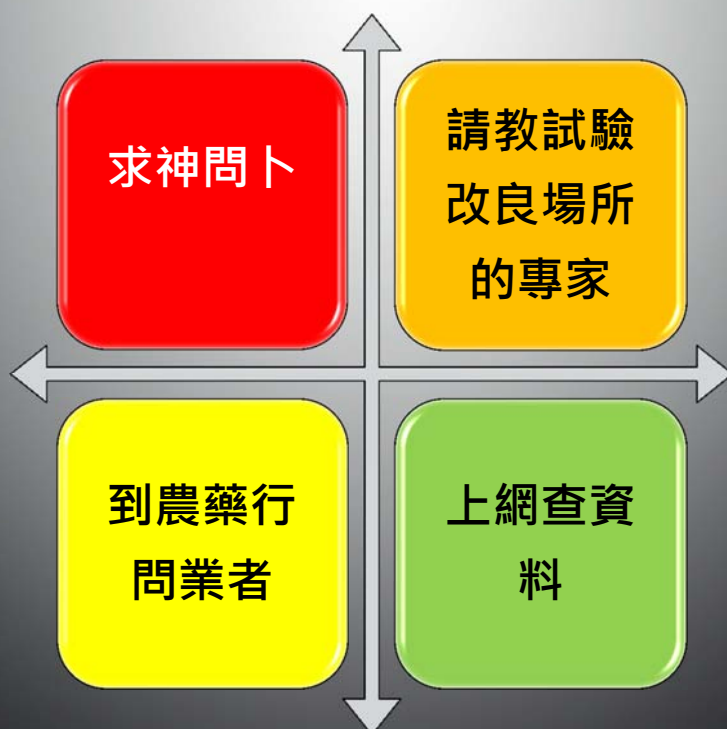 求神問卜
請教試驗
改良場所
的專家
到農藥行
問業者
上網查資
料